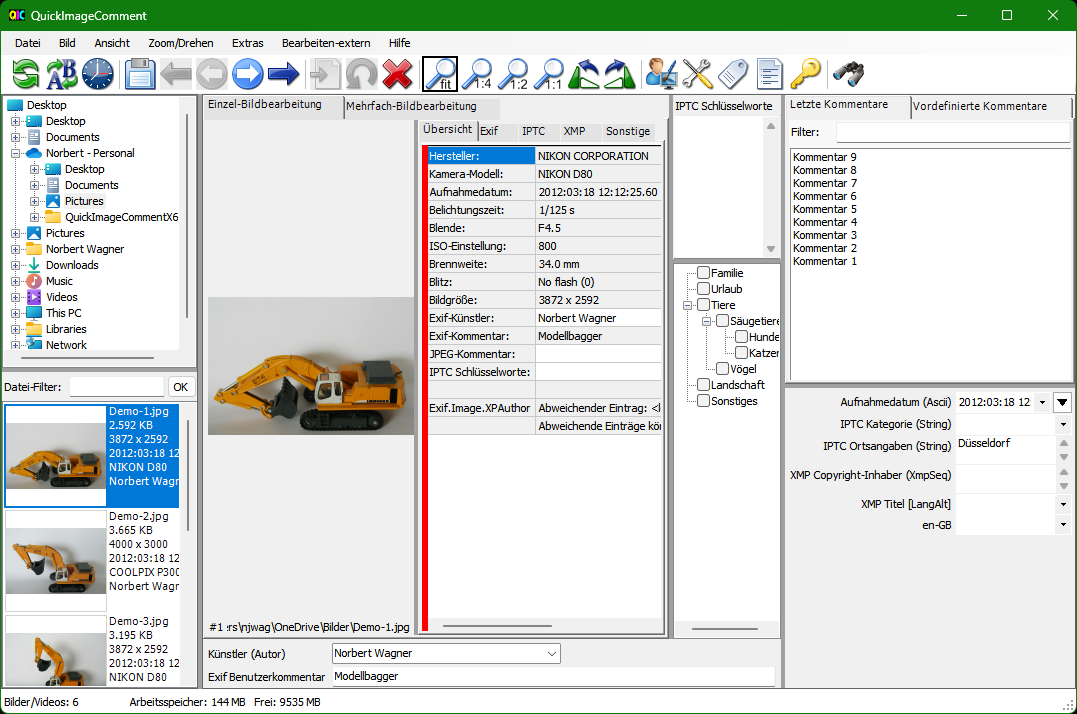 QIC QuickImageComment
Datei Bild Ansicht Zoom/Drehen Extras Bearbeiten-extern Hilfe
A B fit 1:4 1:2 1:1
Desktop
Desktop
Documents
Norbert - Personal
Desktop
Documents
Pictures
QuickImageCommentX6
Pictures
Norbert Wagner
Downloads
Music
Videos
This PC
Libraries
Network
Datei-Filter: OK
Demo-1.jpg
2.592 KB
3872 x 2592
2012:03:18 12
NIKON D80
Norbert Wagr
Demo-2.jpg
3.665 KB
4000 x 3000
2012:03:18 12
COOLPIX P300
Norbert Wagr
Demo-3.jpg
3.195 KB
3872 x 2592
2012:03:18 12
NIKON D80
Einzel-Bildbearbeitung Mehrfach-Bildbearbeitung
#1 :rs\njwag\OneDrive\Bilder\Demo-1.jpg
Übersicht Exif IPTC XMP Sonstige
Hersteller: NIKON CORPORATION
Kamera-Modell: NIKON D80
Aufnahmedatum: 2012:03:18 12:12:25.60
Belichtungszeit: 1/125 s
Blende: F4.5
ISO-Einstellung: 800
Brennweite: 34.0 mm
Blitz: No flash (0)
Bildgröße: 3872 x 2592
Exif-Künstler: Norbert Wagner
Exif-Kommentar: Modellbagger
JPEG-Kommentar:
IPTC Schlüsselworte:
Exif.Image.XPAuthor Abweichender Eintrag: <l
Abweichende Einträge kör
Künstler (Autor) Norbert Wagner
Exif Benutzerkommentar Modellbagger
IPTC Schlüsselworte
Familie
Urlaub
Tiere
Säugetiere
Hunde
Katzen
Vögel
Landschaft
Sonstiges
Letzte Kommentare Vordefinierte Kommentare
Filter:
Kommentar 9
Kommentar 8
Kommentar 7
Kommentar 6
Kommentar 5
Kommentar 4
Kommentar 3
Kommentar 2
Kommentar 1
Aufnahmedatum (Ascii) 2012:03:18 12:
IPTC Kategorie (String)
IPTC Ortsangaben (String) Düsseldorf
XMP Copyright-Inhaber (XmpSeq)
XMP Titel [LangAlt]
en-GB
Bilder/Videos: 6 Arbeitsspeicher: 144 MB Frei: 9535 MB